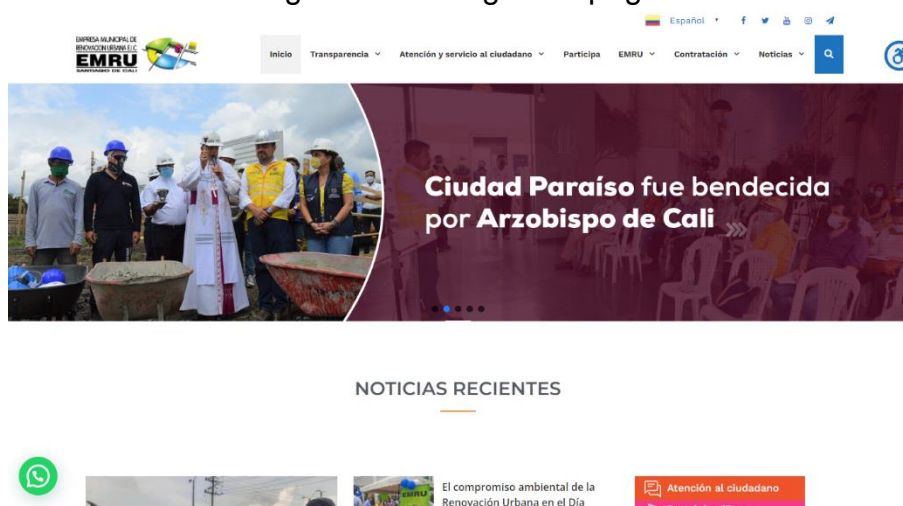 Español
EMPRESA MUNICIPAL DE
RENOVACIÓN URBANA E.I.C
EMRU
SANTIAGO DE CALI
Inicio Transparencia Atención y servicio al ciudadano Participa EMRU Contratación Noticias
Ciudad Paraíso fue bendecida
por Arzobispo de Cali
NOTICIAS RECIENTES
El compromiso ambiental de la
Renovación Urbana en el Día
EMRU
Atención al ciudadano